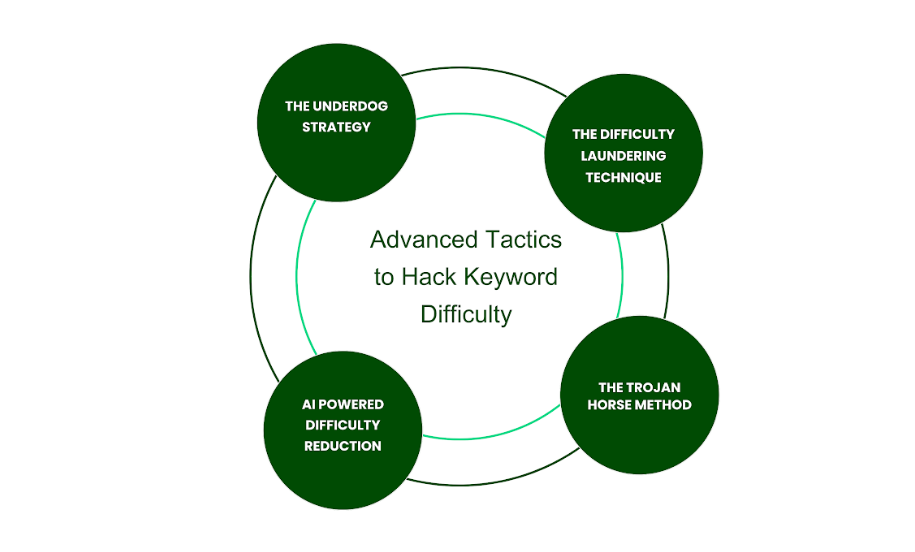 THE UNDERDOG
STRATEGY
THE DIFFICULTY
LAUNDERING
TECHNIQUE
Advanced Tactics
to Hack Keyword
Difficulty
AI POWERED
DIFFICULTY
REDUCTION
THE TROJAN
HORSE METHOD